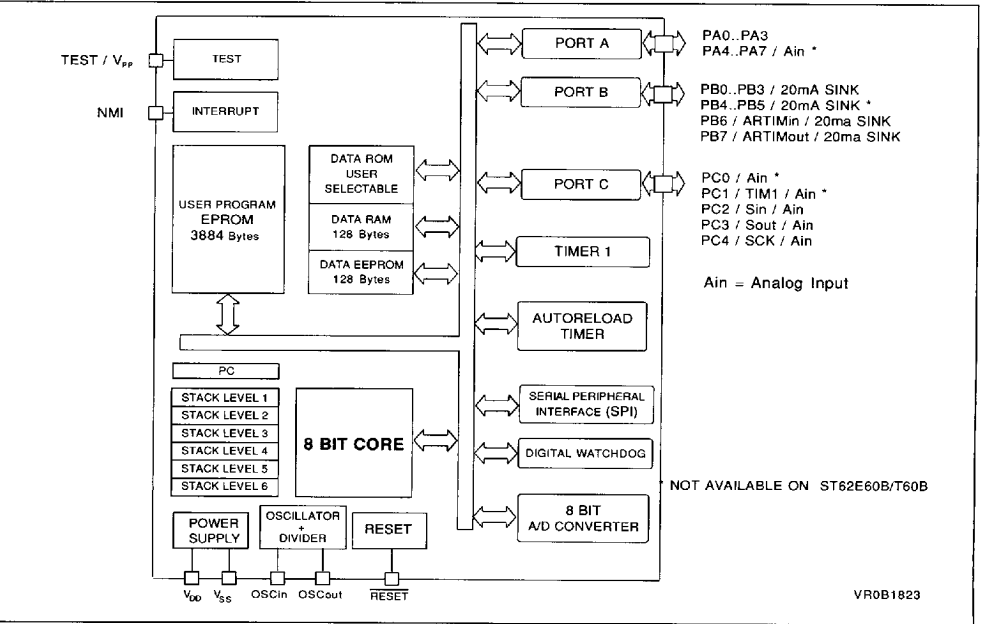 TEST / Vpp
TEST
NMI
INTERRUPT
USER PROGRAM
EPROM
3884 Bytes
DATA ROM
USER
SELECTABLE
DATA RAM
128 Bytes
DATA EEPROM
128 Bytes
PC
STACK LEVEL 1
STACK LEVEL 2
STACK LEVEL 3
STACK LEVEL 4
STACK LEVEL 5
STACK LEVEL 6
8 BIT CORE
POWER
SUPPLY
OSCILLATOR
+
DIVIDER
RESET
VDD
VSS
OSCin
OSCout
RESET
PORT A
PORT B
PORT C
TIMER 1
AUTORELOAD
TIMER
SERIAL PERIPHERAL
INTERFACE (SPI)
DIGITAL WATCHDOG
8 BIT
A/D CONVERTER
PA0..PA3
PA4..PA7 / Ain *
PB0..PB3 / 20mA SINK
PB4..PB5 / 20mA SINK *
PB6 / ARTIMin / 20ma SINK
PB7 / ARTIMout / 20ma SINK
PC0 / Ain *
PC1 / TIM1 / Ain *
PC2 / Sin / Ain
PC3 / Sout / Ain
PC4 / SCK / Ain
Ain = Analog Input
* NOT AVAILABLE ON ST62E60B/T60B
VR0B1823